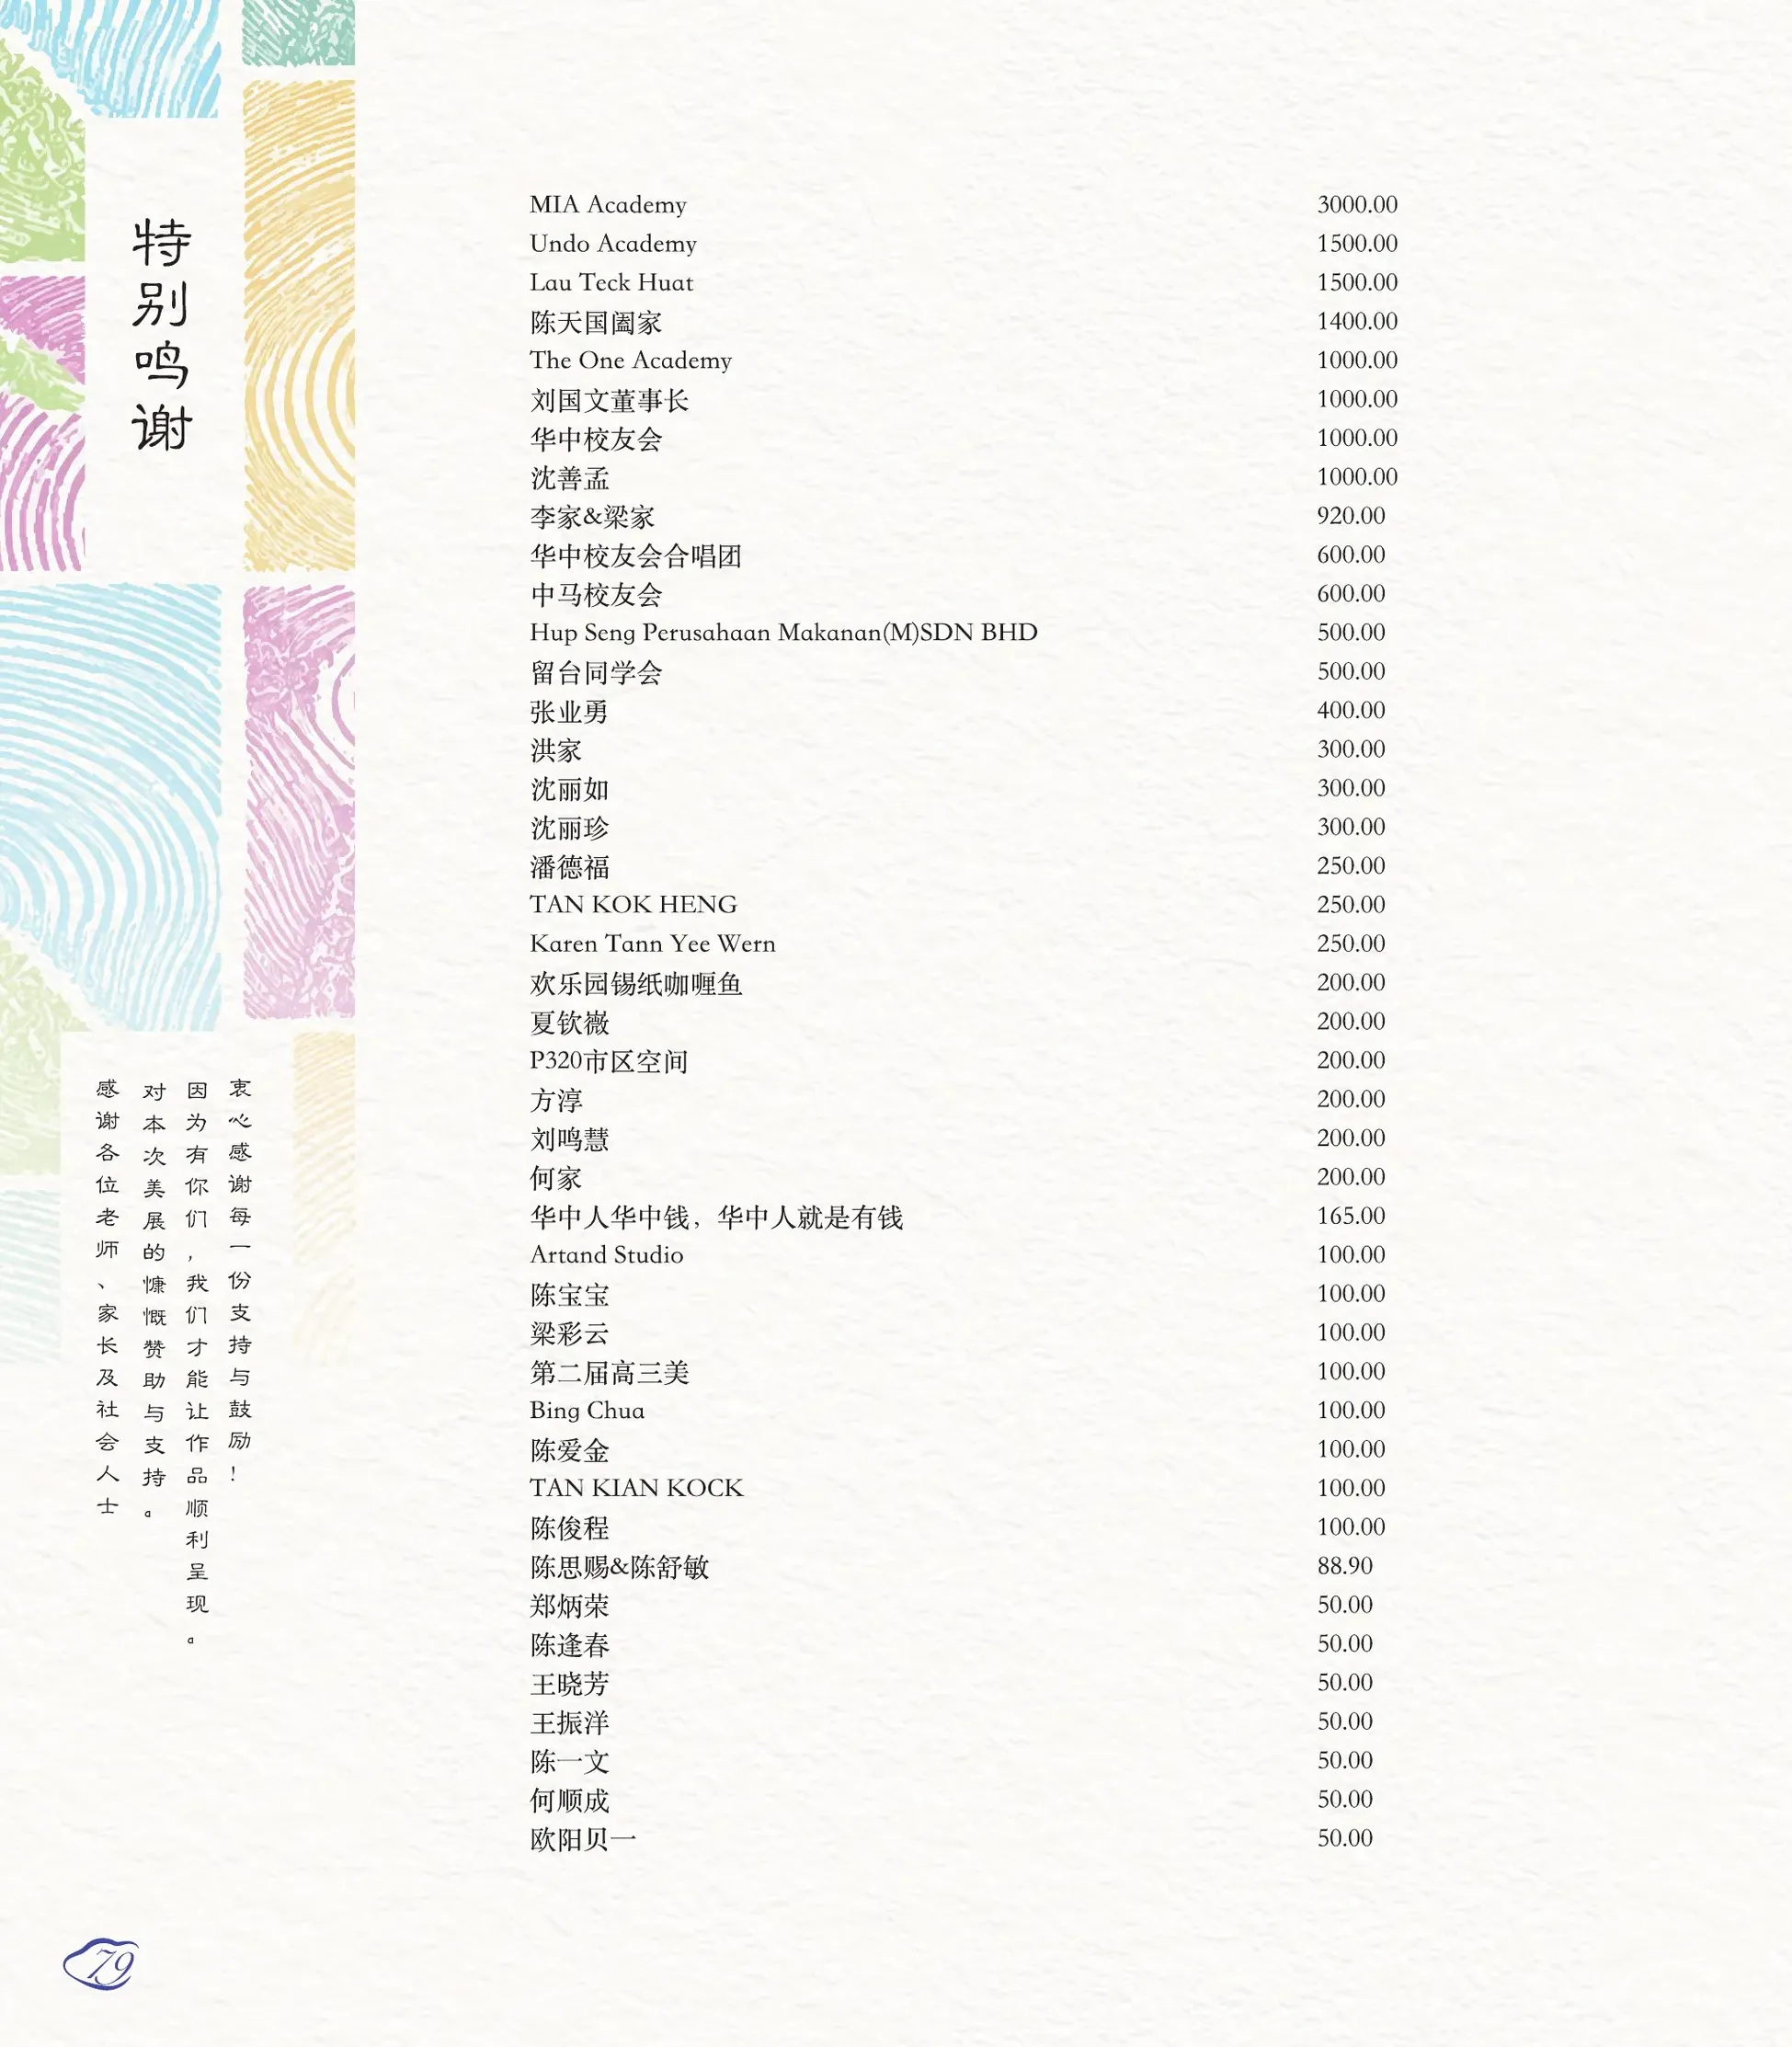 特别鸣谢
感谢各位老师、家长及社会人士
对本次美展的慷慨赞助与支持。
因为有你们，我们才能让作品顺利呈现。
衷心感谢每一份支持与鼓励！
MIA Academy 3000.00
Undo Academy 1500.00
Lau Teck Huat 1500.00
陈天国阖家 1400.00
The One Academy 1000.00
刘国文董事长 1000.00
华中校友会 1000.00
沈善孟 1000.00
李家&梁家 920.00
华中校友会合唱团 600.00
中马校友会 600.00
Hup Seng Perusahaan Makanan(M)SDN BHD 500.00
留台同学会 500.00
张业勇 400.00
洪家 300.00
沈丽如 300.00
沈丽珍 300.00
潘德福 250.00
TAN KOK HENG 250.00
Karen Tann Yee Wern 250.00
欢乐园锡纸咖喱鱼 200.00
夏钦薇 200.00
P320市区空间 200.00
方淳 200.00
刘鸣慧 200.00
何家 200.00
华中人华中钱，华中人就是有钱 165.00
Artand Studio 100.00
陈宝宝 100.00
梁彩云 100.00
第二届高三美 100.00
Bing Chua 100.00
陈爱金 100.00
TAN KIAN KOCK 100.00
陈俊程 100.00
陈思赐&陈舒敏 88.90
郑炳荣 50.00
陈逢春 50.00
王晓芳 50.00
王振洋 50.00
陈一文 50.00
何顺成 50.00
欧阳贝一 50.00
79